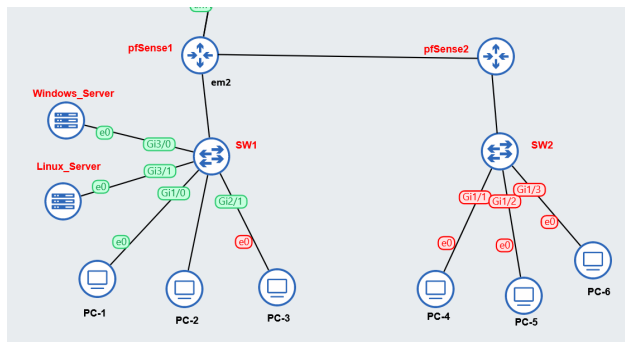 pfSense1
pfSense2
em2
Windows_Server
e0
Gi3/0
SW1
SW2
Linux_Server
e0
Gi3/1
Gi1/0
Gi2/1
Gi1/1
Gi1/2
Gi1/3
e0
e0
e0
e0
e0
PC-1
PC-2
PC-3
PC-4
PC-5
PC-6